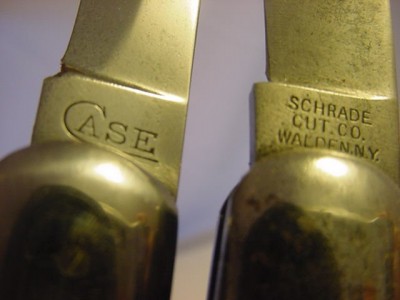 CASE
SCHRADE
CUT. CO.
WALDEN. N.Y.